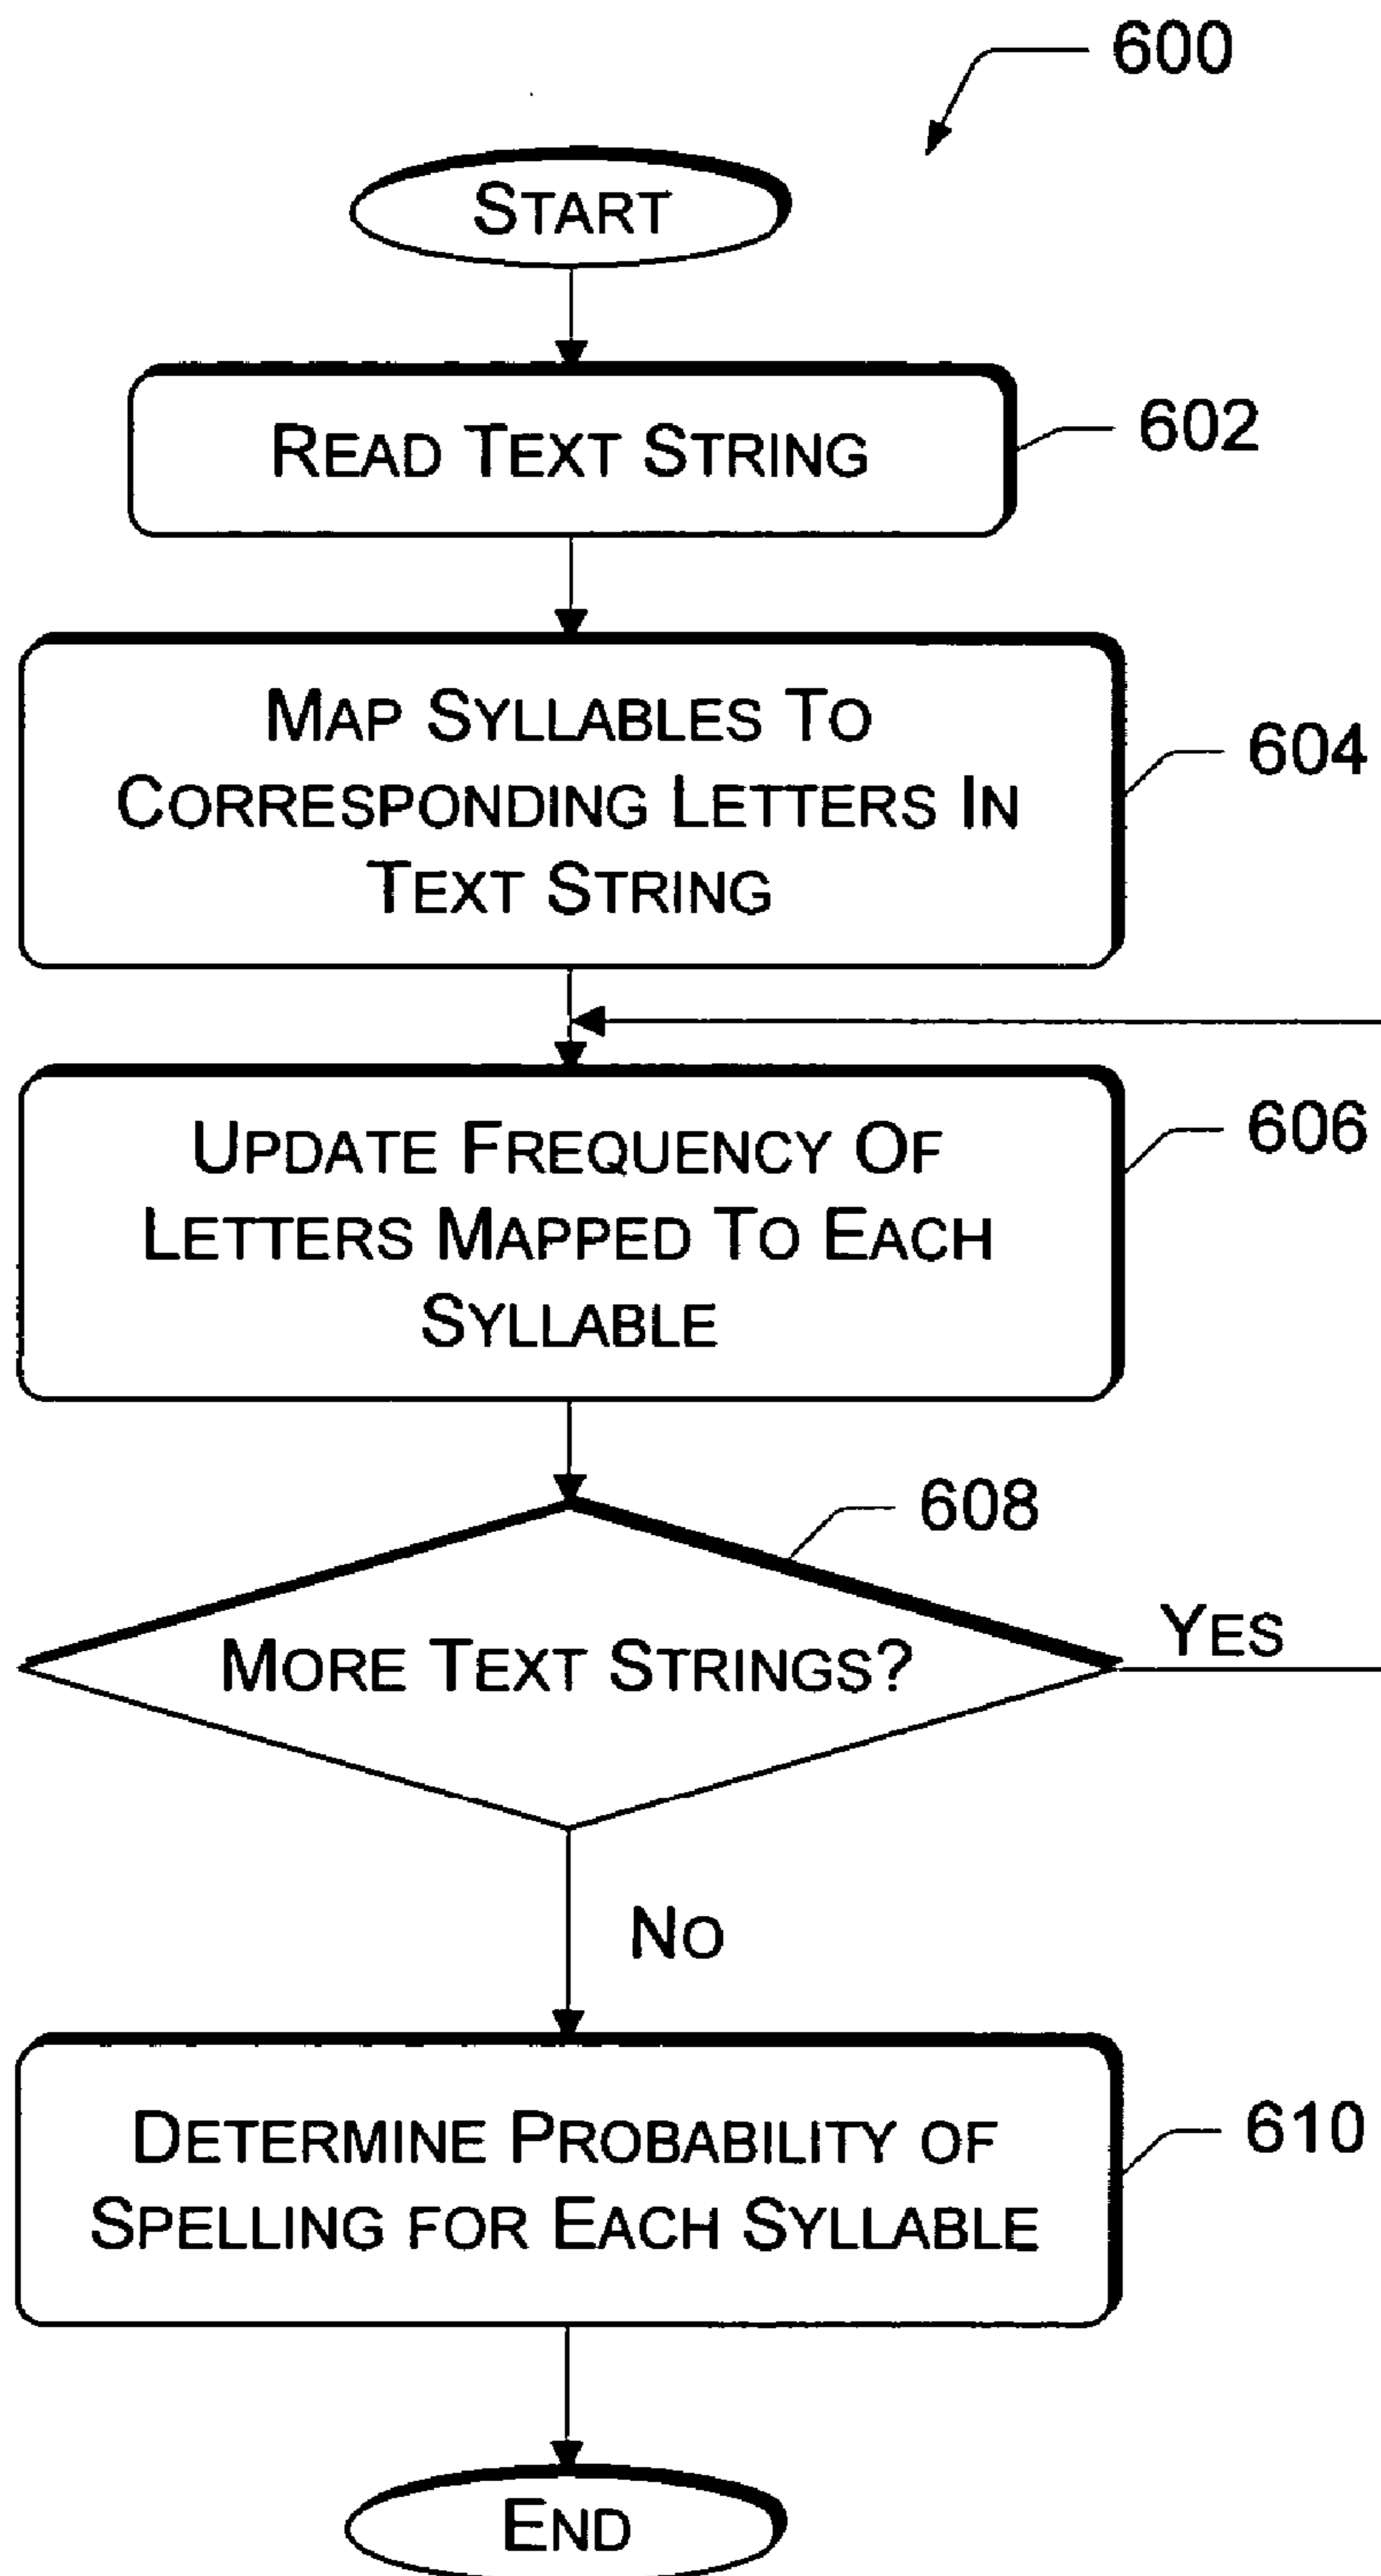 600
START
READ TEXT STRING
602
MAP SYLLABLES TO
CORRESPONDING LETTERS IN
TEXT STRING
604
UPDATE FREQUENCY OF
LETTERS MAPPED TO EACH
SYLLABLE
606
608
MORE TEXT STRINGS?
YES
NO
DETERMINE PROBABILITY OF
SPELLING FOR EACH SYLLABLE
610
END